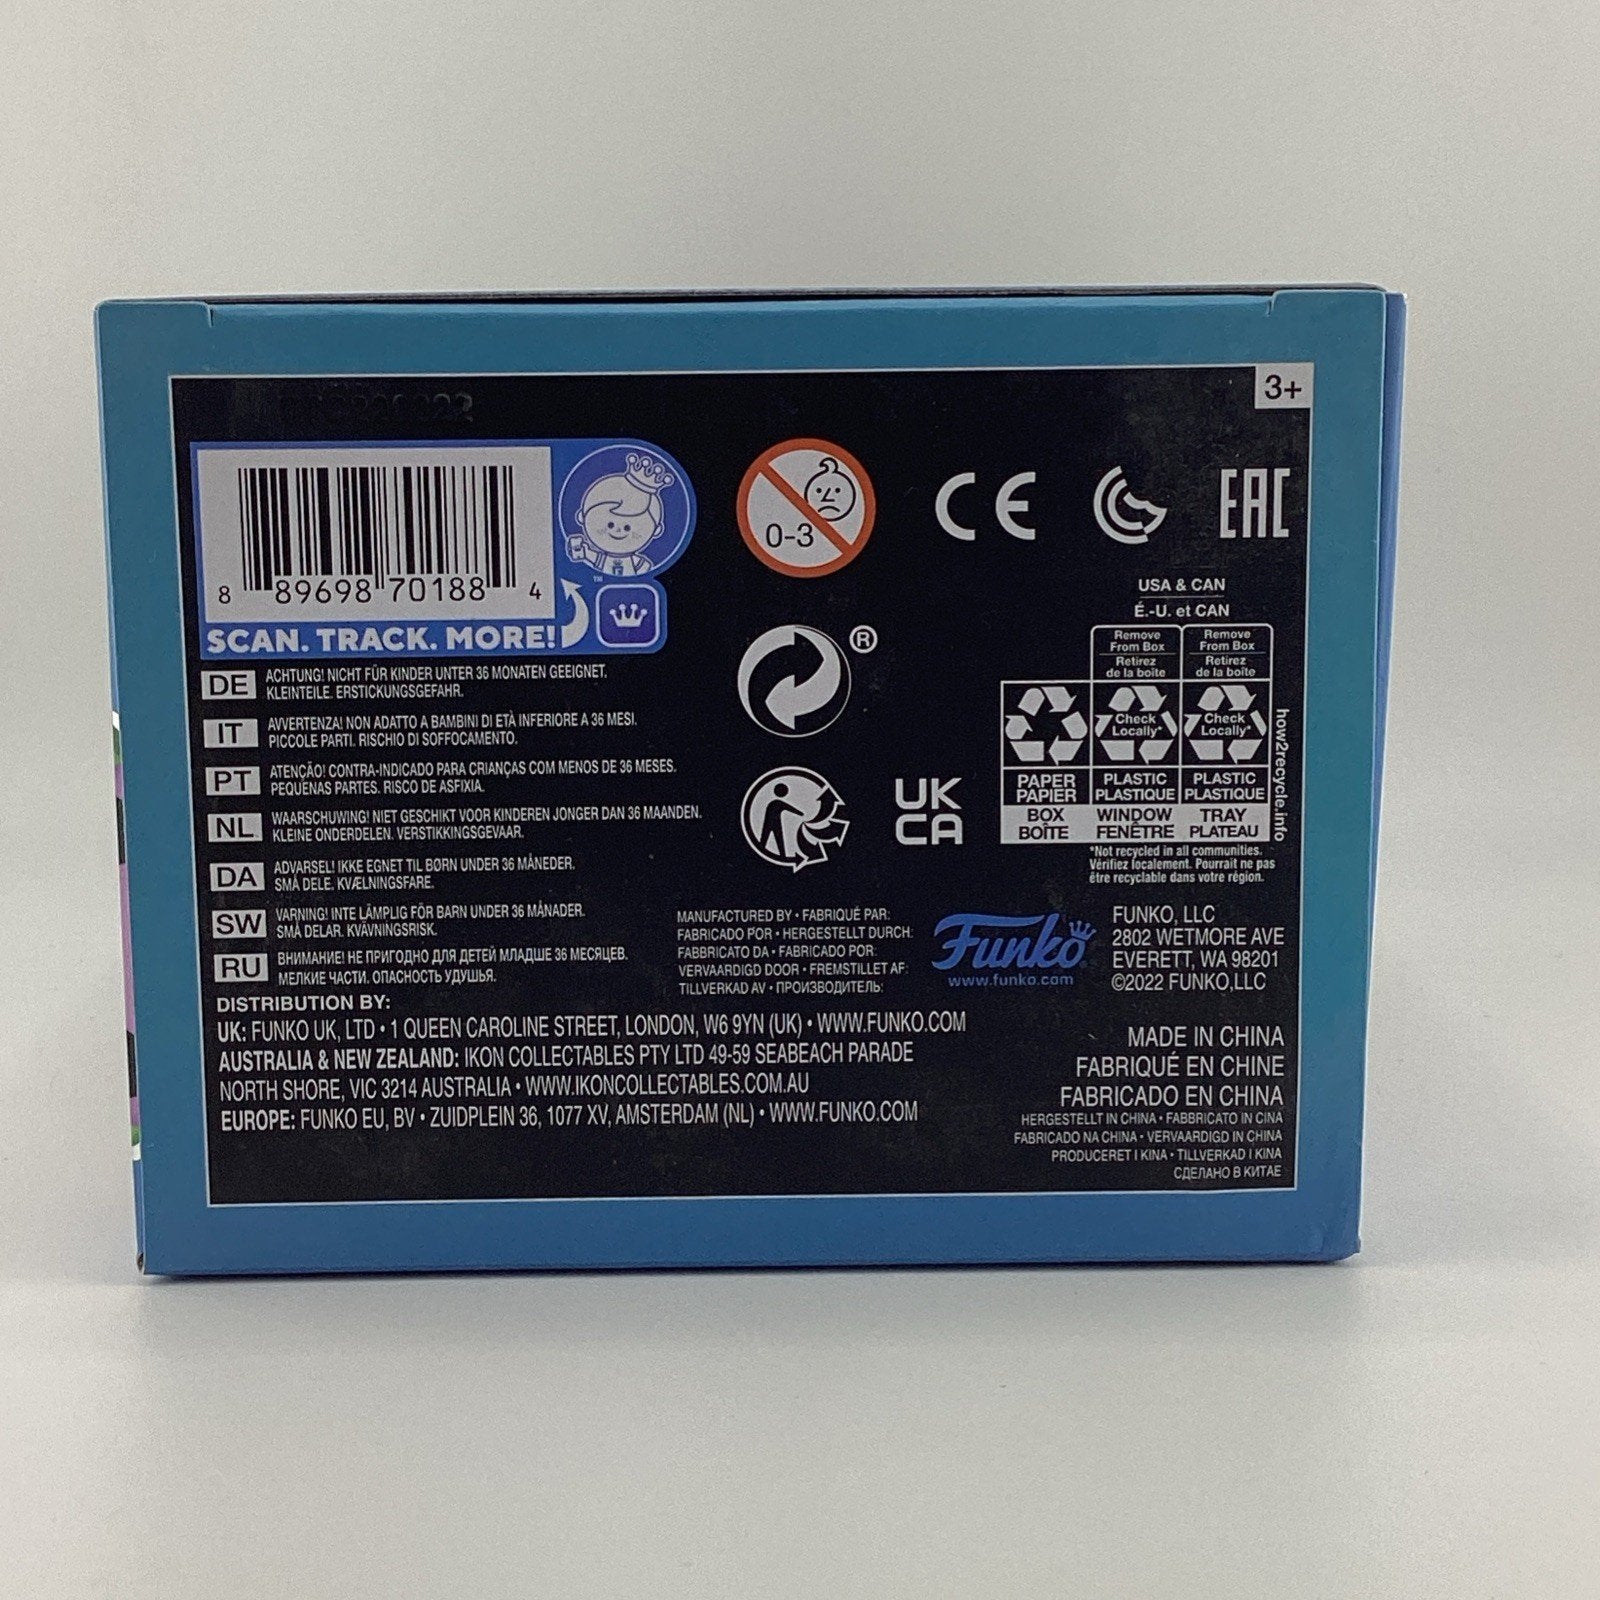 3+
8 89698 70188 4
SCAN. TRACK. MORE!
™
0-3
CE
EAC
®
UK
CA
USA & CAN
É.-U. et CAN
Remove
From Box
Retirez
de la boîte
Remove
From Box
Retirez
de la boîte
Check
Locally*
Check
Locally*
PAPER
PAPIER
PLASTIC
PLASTIQUE
PLASTIC
PLASTIQUE
BOX
BOÎTE
WINDOW
FENÊTRE
TRAY
PLATEAU
how2recycle.info
*Not recycled in all communities.
Vérifiez localement. Pourrait ne pas
être recyclable dans votre région.
DE ACHTUNG! NICHT FÜR KINDER UNTER 36 MONATEN GEEIGNET.
KLEINTEILE. ERSTICKUNGSGEFAHR.
IT AVVERTENZA! NON ADATTO A BAMBINI DI ETÀ INFERIORE A 36 MESI.
PICCOLE PARTI. RISCHIO DI SOFFOCAMENTO.
PT ATENÇÃO! CONTRA-INDICADO PARA CRIANÇAS COM MENOS DE 36 MESES.
PEQUENAS PARTES. RISCO DE ASFIXIA.
NL WAARSCHUWING! NIET GESCHIKT VOOR KINDEREN JONGER DAN 36 MAANDEN.
KLEINE ONDERDELEN. VERSTIKKINGSGEVAAR.
DA ADVARSEL! IKKE EGNET TIL BØRN UNDER 36 MÅNEDER.
SMÅ DELE. KVÆLNINGSFARE.
SW VARNING! INTE LÄMPLIG FÖR BARN UNDER 36 MÅNADER.
SMÅ DELAR. KVÄVNINGSRISK.
RU ВНИМАНИЕ! НЕ ПРИГОДНО ДЛЯ ДЕТЕЙ МЛАДШЕ 36 МЕСЯЦЕВ.
МЕЛКИЕ ЧАСТИ. ОПАСНОСТЬ УДУШЬЯ.
MANUFACTURED BY • FABRIQUÉ PAR:
FABRICADO POR • HERGESTELLT DURCH:
FABBRICATO DA • FABRICADO POR:
VERVAARDIGD DOOR • FREMSTILLET AF:
TILLVERKAD AV • ПРОИЗВОДИТЕЛЬ:
Funko
www.funko.com
FUNKO, LLC
2802 WETMORE AVE
EVERETT, WA 98201
©2022 FUNKO,LLC
DISTRIBUTION BY:
UK: FUNKO UK, LTD • 1 QUEEN CAROLINE STREET, LONDON, W6 9YN (UK) • WWW.FUNKO.COM
AUSTRALIA & NEW ZEALAND: IKON COLLECTABLES PTY LTD 49-59 SEABEACH PARADE
NORTH SHORE, VIC 3214 AUSTRALIA • WWW.IKONCOLLECTABLES.COM.AU
EUROPE: FUNKO EU, BV • ZUIDPLEIN 36, 1077 XV, AMSTERDAM (NL) • WWW.FUNKO.COM
MADE IN CHINA
FABRIQUÉ EN CHINE
FABRICADO EN CHINA
HERGESTELLT IN CHINA • FABBRICATO IN CINA
FABRICADO NA CHINA • VERVAARDIGD IN CHINA
PRODUCERET I KINA • TILLVERKAD I KINA
СДЕЛАНО В КИТАЕ